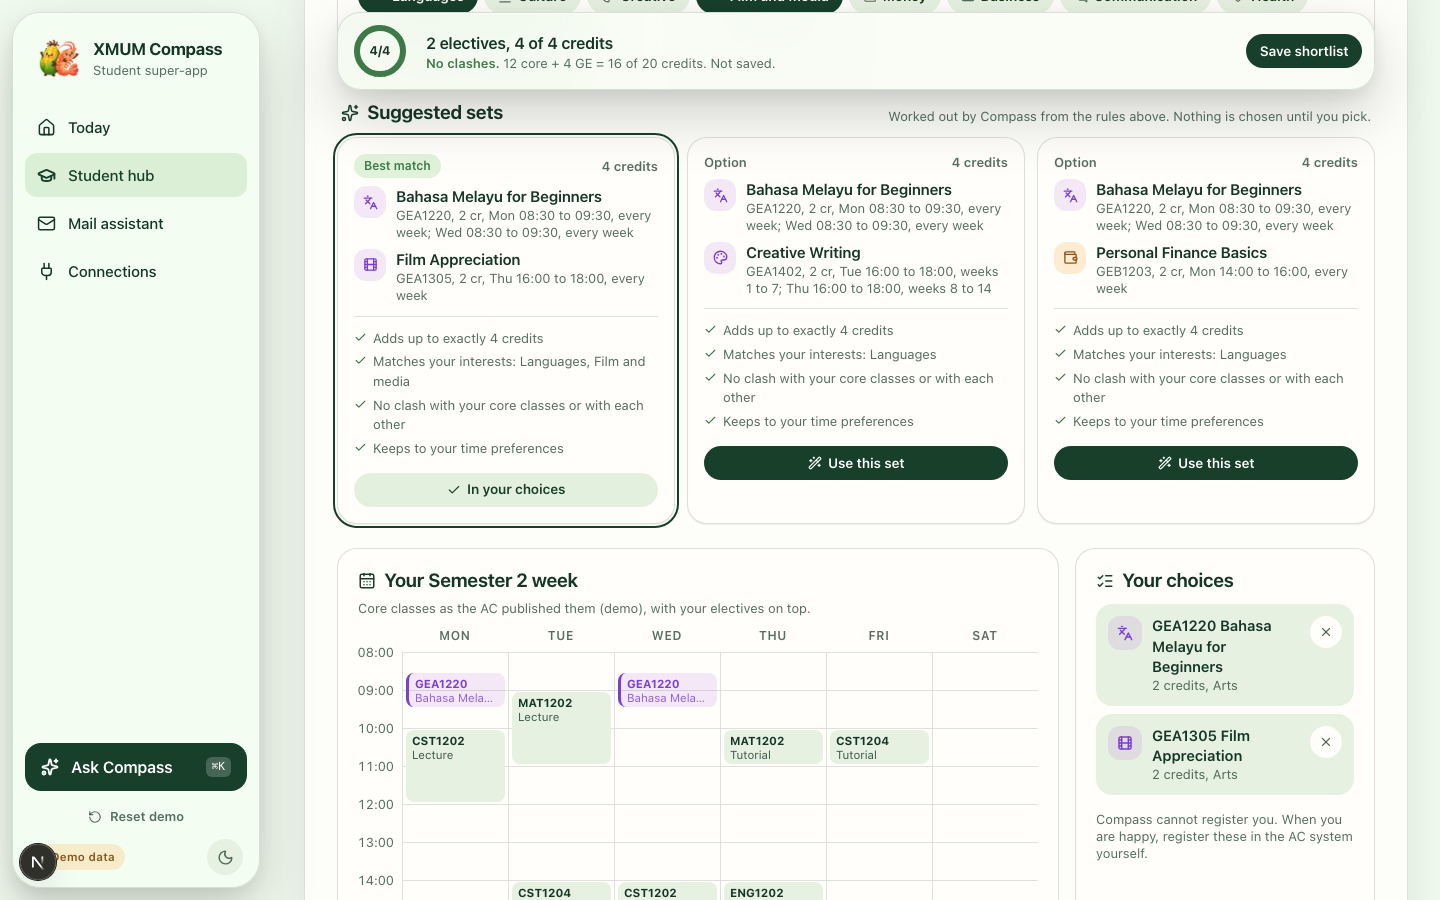 XMUM Compass
Student super-app
Today
Student hub
Mail assistant
Connections
Ask Compass
⌘K
Reset demo
Demo data
N
Languages
Culture
Creative
Film and media
Money
Business
Communication
Health
4/4
2 electives, 4 of 4 credits
No clashes. 12 core + 4 GE = 16 of 20 credits. Not saved.
Save shortlist
Suggested sets
Worked out by Compass from the rules above. Nothing is chosen until you pick.
Best match
4 credits
Bahasa Melayu for Beginners
GEA1220, 2 cr, Mon 08:30 to 09:30, every
week; Wed 08:30 to 09:30, every week
Film Appreciation
GEA1305, 2 cr, Thu 16:00 to 18:00, every
week
Adds up to exactly 4 credits
Matches your interests: Languages, Film and
media
No clash with your core classes or with each
other
Keeps to your time preferences
In your choices
Option
4 credits
Bahasa Melayu for Beginners
GEA1220, 2 cr, Mon 08:30 to 09:30, every
week; Wed 08:30 to 09:30, every week
Creative Writing
GEA1402, 2 cr, Tue 16:00 to 18:00, weeks
1 to 7; Thu 16:00 to 18:00, weeks 8 to 14
Adds up to exactly 4 credits
Matches your interests: Languages
No clash with your core classes or with each
other
Keeps to your time preferences
Use this set
Option
4 credits
Bahasa Melayu for Beginners
GEA1220, 2 cr, Mon 08:30 to 09:30, every
week; Wed 08:30 to 09:30, every week
Personal Finance Basics
GEB1203, 2 cr, Mon 14:00 to 16:00, every
week
Adds up to exactly 4 credits
Matches your interests: Languages
No clash with your core classes or with each
other
Keeps to your time preferences
Use this set
Your Semester 2 week
Core classes as the AC published them (demo), with your electives on top.
MON TUE WED THU FRI SAT
08:00
GEA1220
Bahasa Mela...
GEA1220
Bahasa Mela...
09:00
MAT1202
Lecture
10:00
CST1202
Lecture
MAT1202
Tutorial
CST1204
Tutorial
11:00
12:00
13:00
14:00
CST1204
CST1202
ENG1202
Your choices
GEA1220 Bahasa
Melayu for
Beginners
2 credits, Arts
GEA1305 Film
Appreciation
2 credits, Arts
Compass cannot register you. When you
are happy, register these in the AC system
yourself.